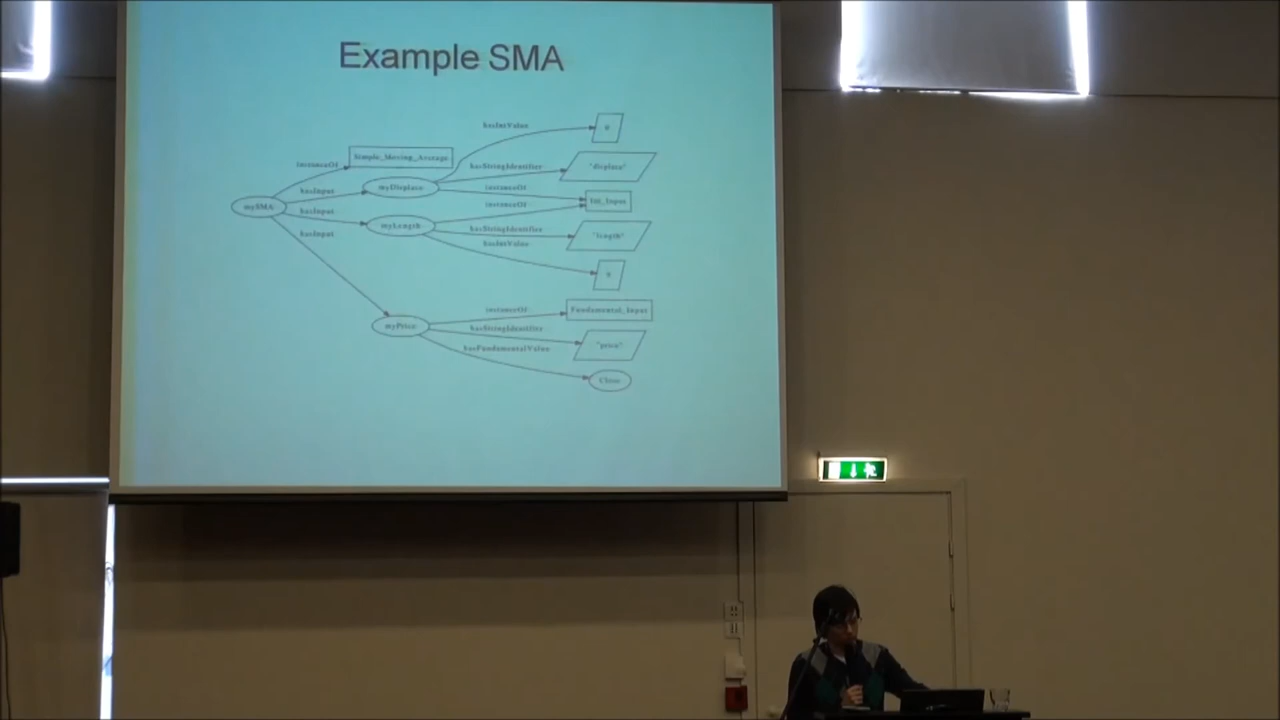 Example SMA
hasIntValue
Simple_Moving_Average
instanceOf
hasStringIdentifier
"displace"
hasInput
myDisplace
instanceOf
Int_Input
mySMA
instanceOf
hasInput
myLength
hasStringIdentifier
"length"
hasInput
hasIntValue
instanceOf
Fundamental_Input
myPrice
hasStringIdentifier
"price"
hasFundamentalValue
Close